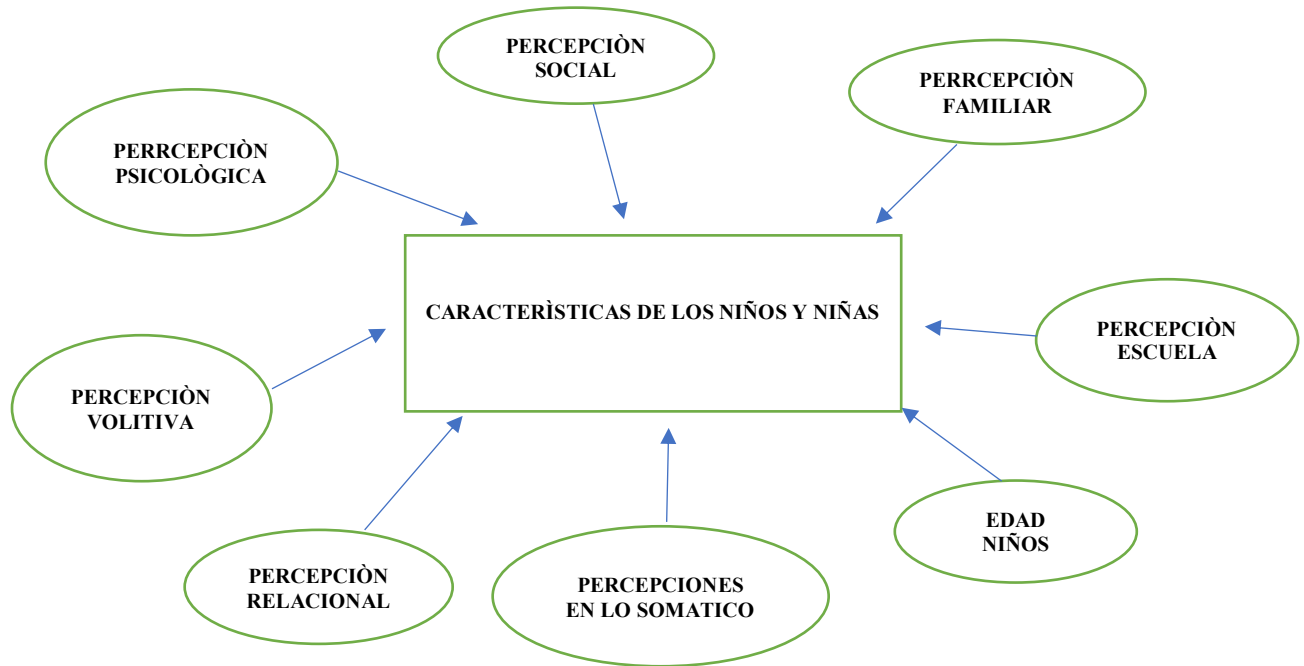 PERCEPCIÒN
SOCIAL
PERRCEPCIÒN
FAMILIAR
PERRCEPCIÒN
PSICOLÒGICA
CARACTERÌSTICAS DE LOS NIÑOS Y NIÑAS
PERCEPCIÒN
ESCUELA
PERCEPCIÒN
VOLITIVA
EDAD
NIÑOS
PERCEPCIÒN
RELACIONAL
PERCEPCIONES
EN LO SOMATICO